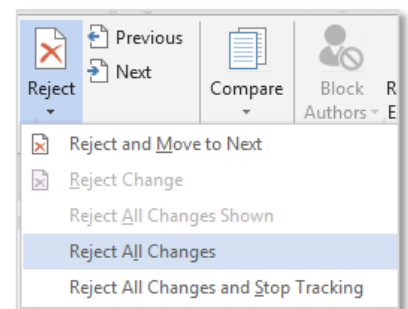 Previous
Next
Reject
Compare
Block
Authors
R
E
Reject and Move to Next
Reject Change
Reject All Changes Shown
Reject All Changes
Reject All Changes and Stop Tracking